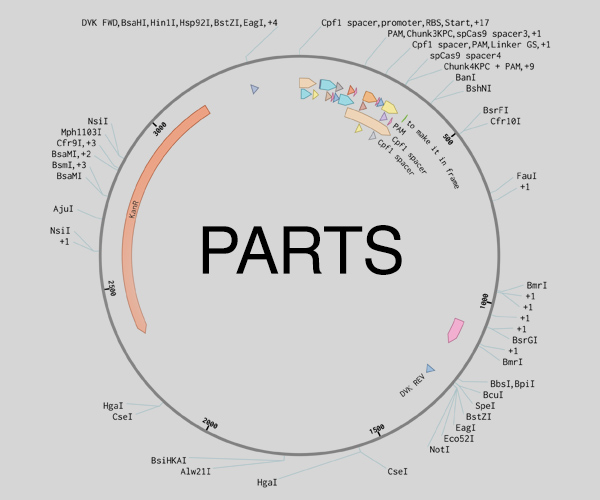 DVK FWD,BsaHI,Hin1I,Hsp92I,BstZI,EagI,+4
Cpf1 spacer,promoter,RBS,Start,+17
PAM,Chunk3KPC,spCas9 spacer3,+1
Cpf1 spacer,PAM,Linker GS,+1
spCas9 spacer4
Chunk4KPC + PAM,+9
BanI
BshNI
BsrFI
Cfr10I
500
to make it in frame
PAM
Cpf1 spacer
Cpf1 spacer
FauI
+1
BmrI
+1
+1
+1
+1
BsrGI
+1
BmrI
1000
BbsI,BpiI
BcuI
SpeI
BstZI
EagI
Eco52I
NotI
DVK REV
1500
CseI
HgaI
Alw21I
BsiHKAI
2000
CseI
HgaI
2500
+1
NsiI
AjuI
BsaMI
BsmI,+3
BsaMI,+2
Cfr9I,+3
Mph1103I
NsiI
3000
KanR
PARTS